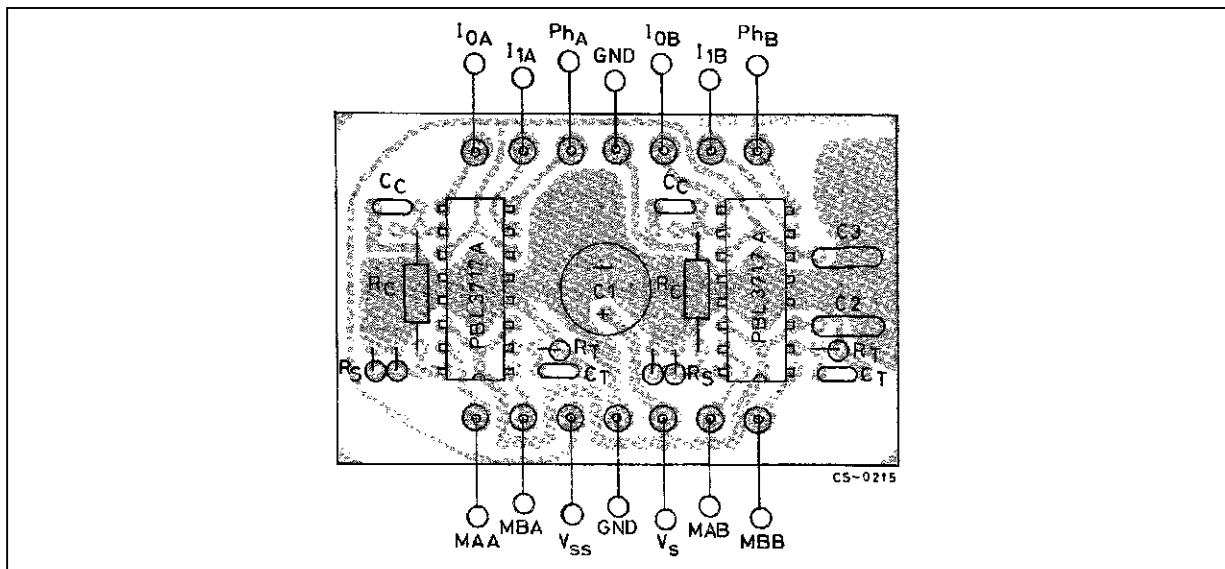 I0A I1A PhA GND I0B I1B PhB
CC CC
PBL3717A PBL3717A
C3
RC C1 RC
− 
+
C2
RT RT
RS CT RS CT
CS-0215
MAA MBA VSS GND VS MAB MBB